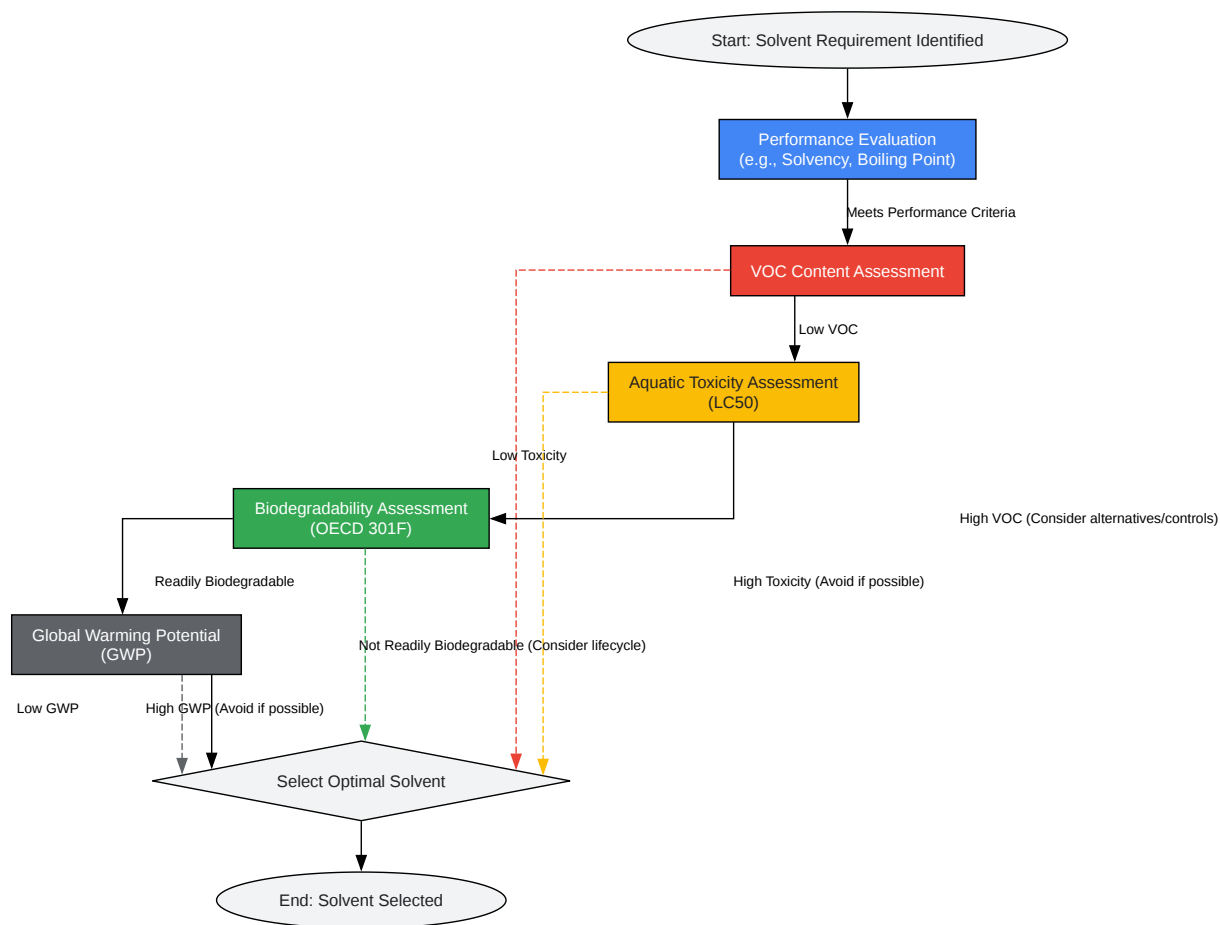 Start: Solvent Requirement Identified
Performance Evaluation
(e.g., Solvency, Boiling Point)
Meets Performance Criteria
VOC Content Assessment
Low VOC
Aquatic Toxicity Assessment
(LC50)
Low Toxicity
Biodegradability Assessment
(OECD 301F)
High VOC (Consider alternatives/controls)
Readily Biodegradable
High Toxicity (Avoid if possible)
Global Warming Potential
(GWP)
Not Readily Biodegradable (Consider lifecycle)
Low GWP
High GWP (Avoid if possible)
Select Optimal Solvent
End: Solvent Selected